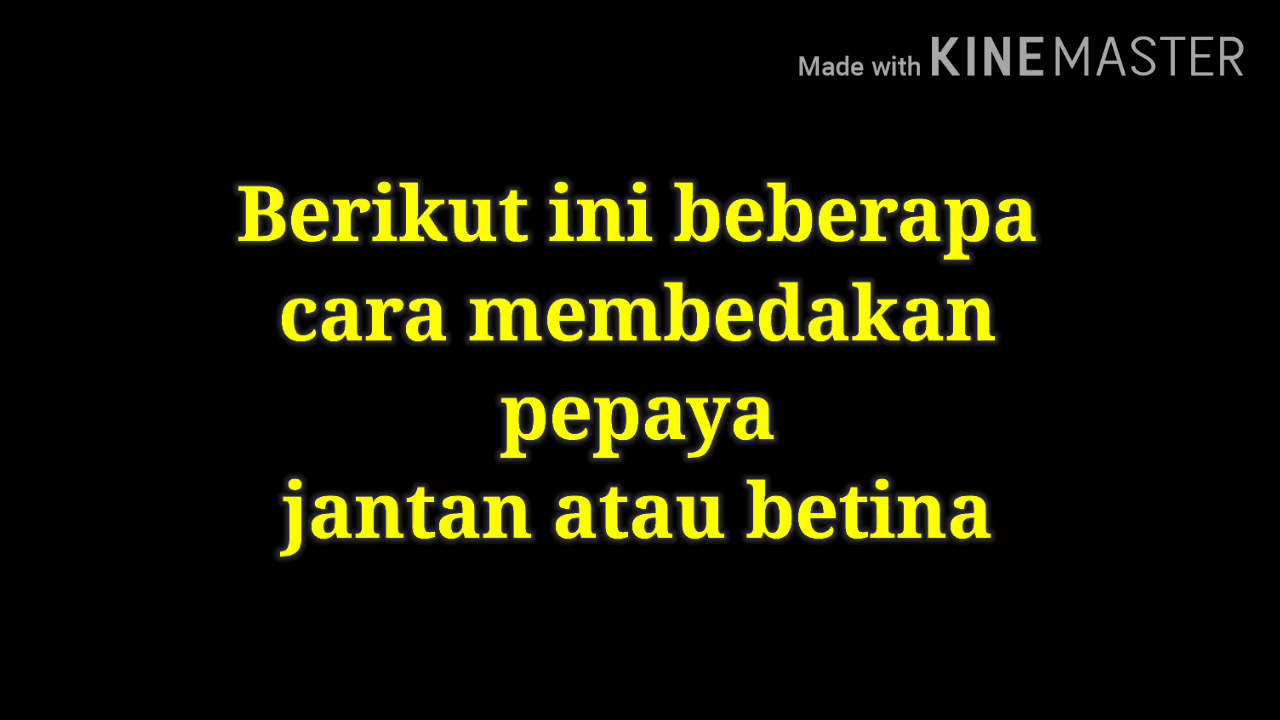 Made with KINEMASTER
Berikut ini beberapa
cara membedakan
pepaya
jantan atau betina